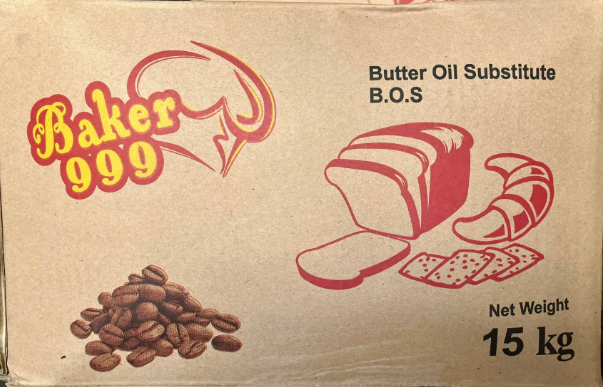 Baker
999
Butter Oil Substitute
B.O.S
Net Weight
15 kg